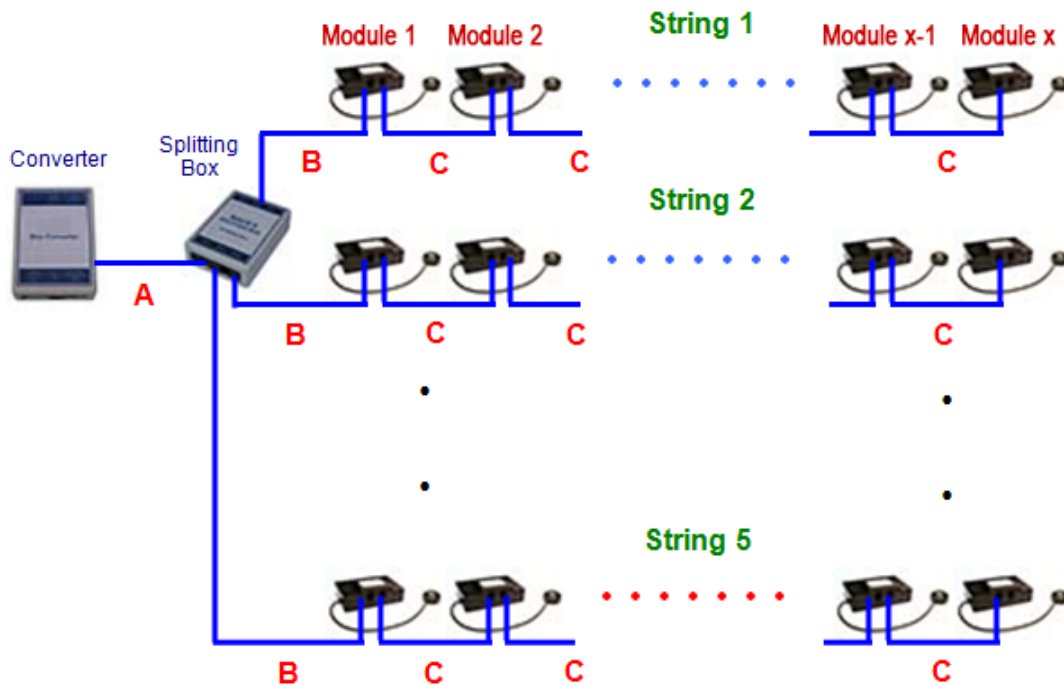 String 1
Module 1 Module 2 Module x-1 Module x
Converter
Splitting
Box
B C C C
String 2
A
B C C C
String 5
B C C C